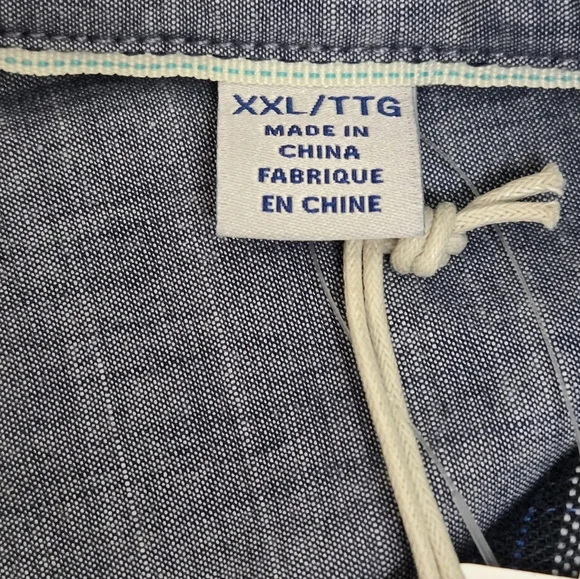 XXL/TTG
MADE IN
CHINA
FABRIQUE
EN CHINE